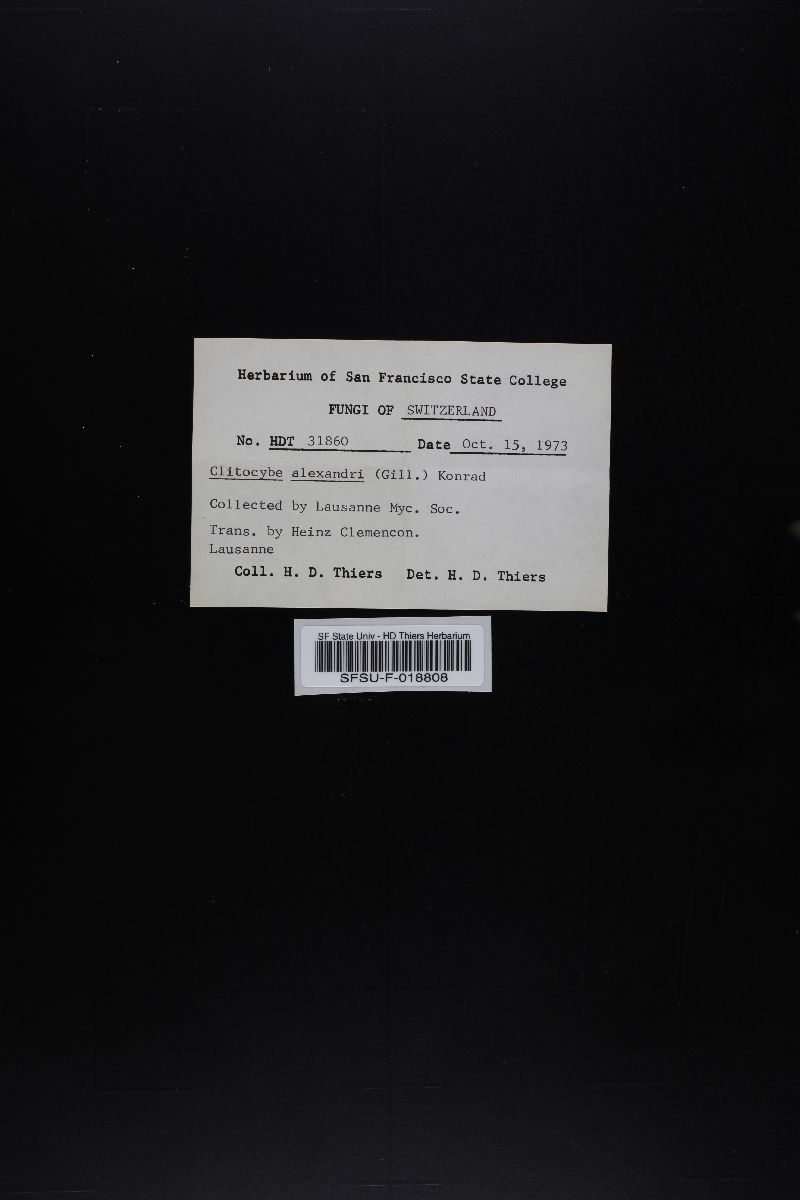 Herbarium of San Francisco State College
FUNGI OF SWITZERLAND
No. HDT 31860 Date Oct. 15, 1973
Clitocybe alexandri (Gill.) Konrad
Collected by Lausanne Myc. Soc.
Trans. by Heinz Clemencon.
Lausanne
Coll. H. D. Thiers Det. H. D. Thiers
SF State Univ - HD Thiers Herbarium
SFSU-F-018808